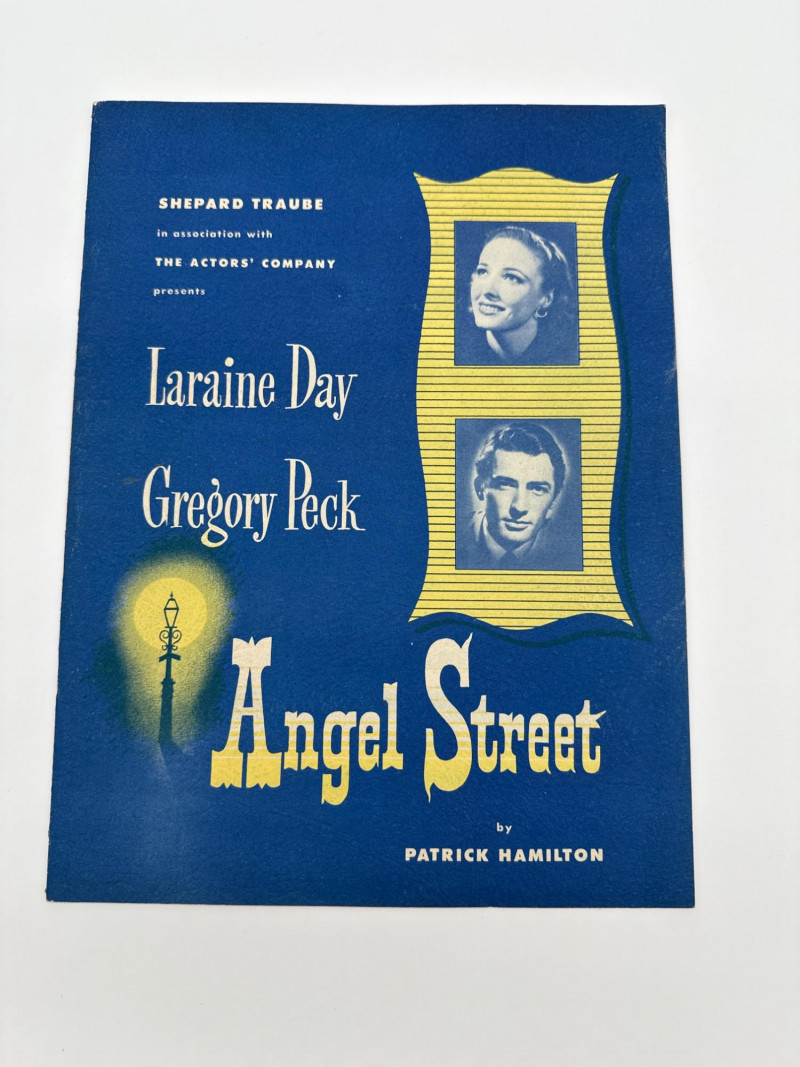 SHEPARD TRAUBE
in association with
THE ACTORS' COMPANY
presents
Laraine Day
Gregory Peck
Angel Street
by
PATRICK HAMILTON